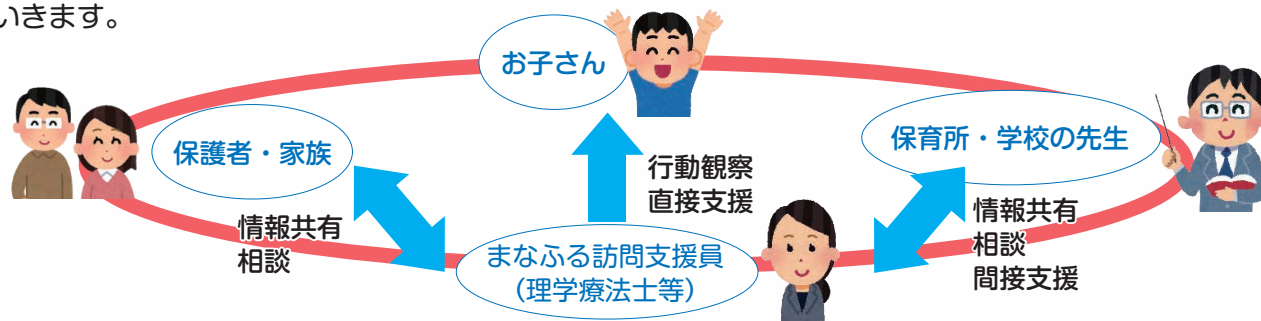 いきます。
お子さん
保護者・家族
保育所・学校の先生
行動観察
直接支援
情報共有
相談
情報共有
相談
間接支援
まなふる訪問支援員
（理学療法士等）